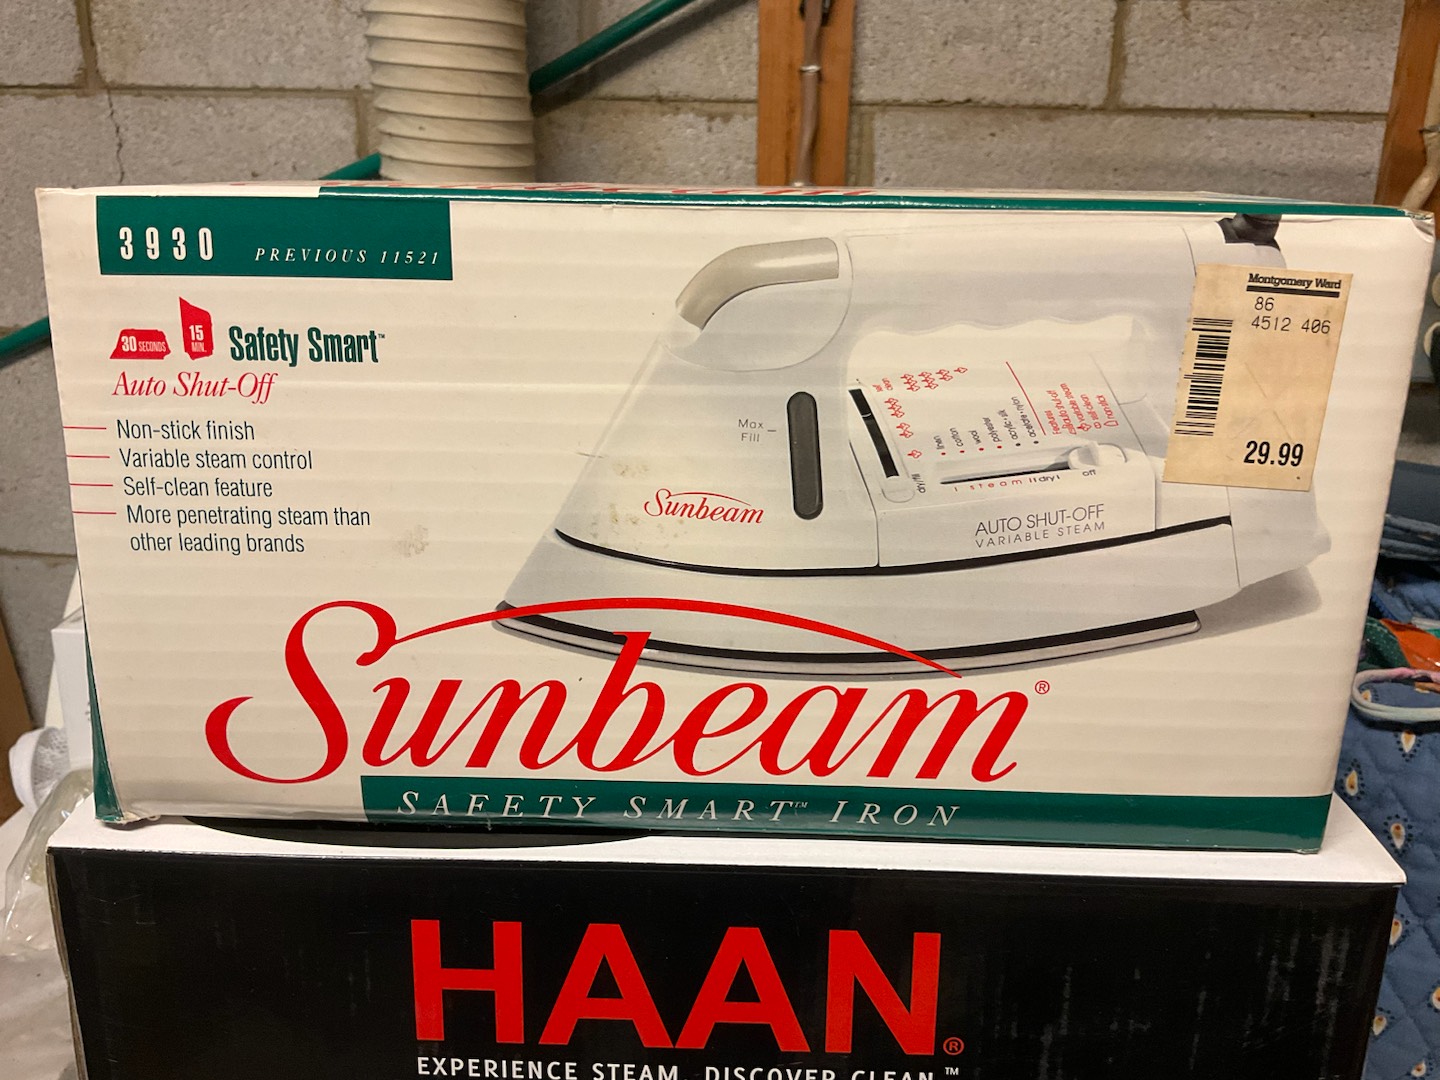 3930 PREVIOUS 11521
30 SECONDS
15 MIN.
Safety Smart™
Auto Shut-Off
Non-stick finish
Variable steam control
Self-clean feature
More penetrating steam than
other leading brands
Max
Fill
Sunbeam
linen
cotton
wool
polyester
acrylic • silk
acetate • nylon
steam
dry
off
AUTO SHUT-OFF
VARIABLE STEAM
Montgomery Ward
86
4512 406
29.99
Sunbeam®
SAFETY SMART™ IRON
HAAN®
EXPERIENCE STEAM. DISCOVER CLEAN™